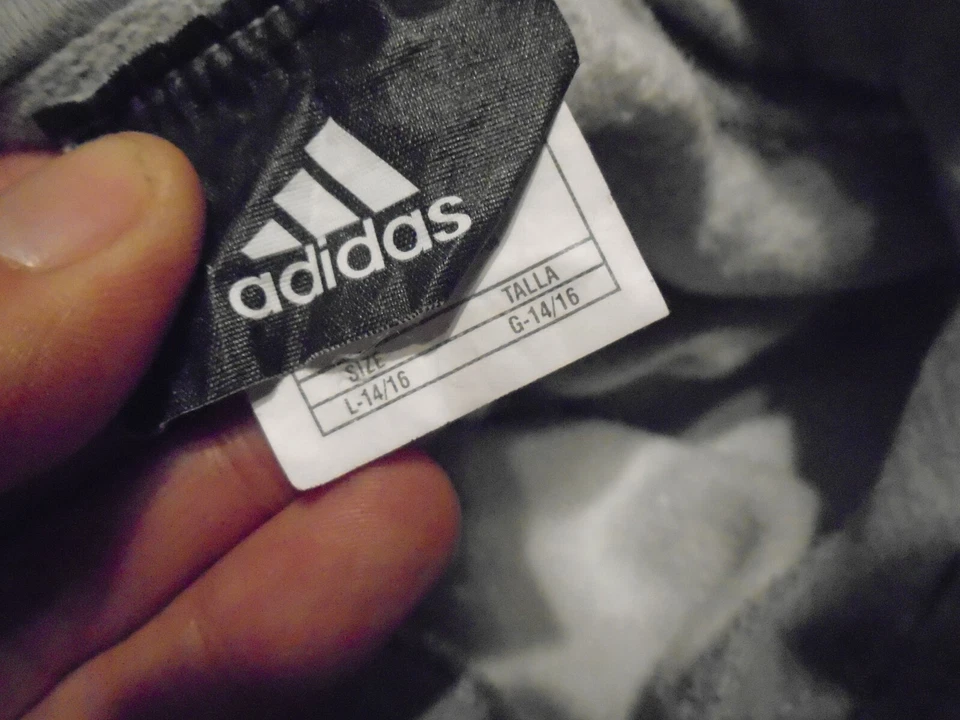 adidas
SIZE TALLA
L-14/16 G-14/16